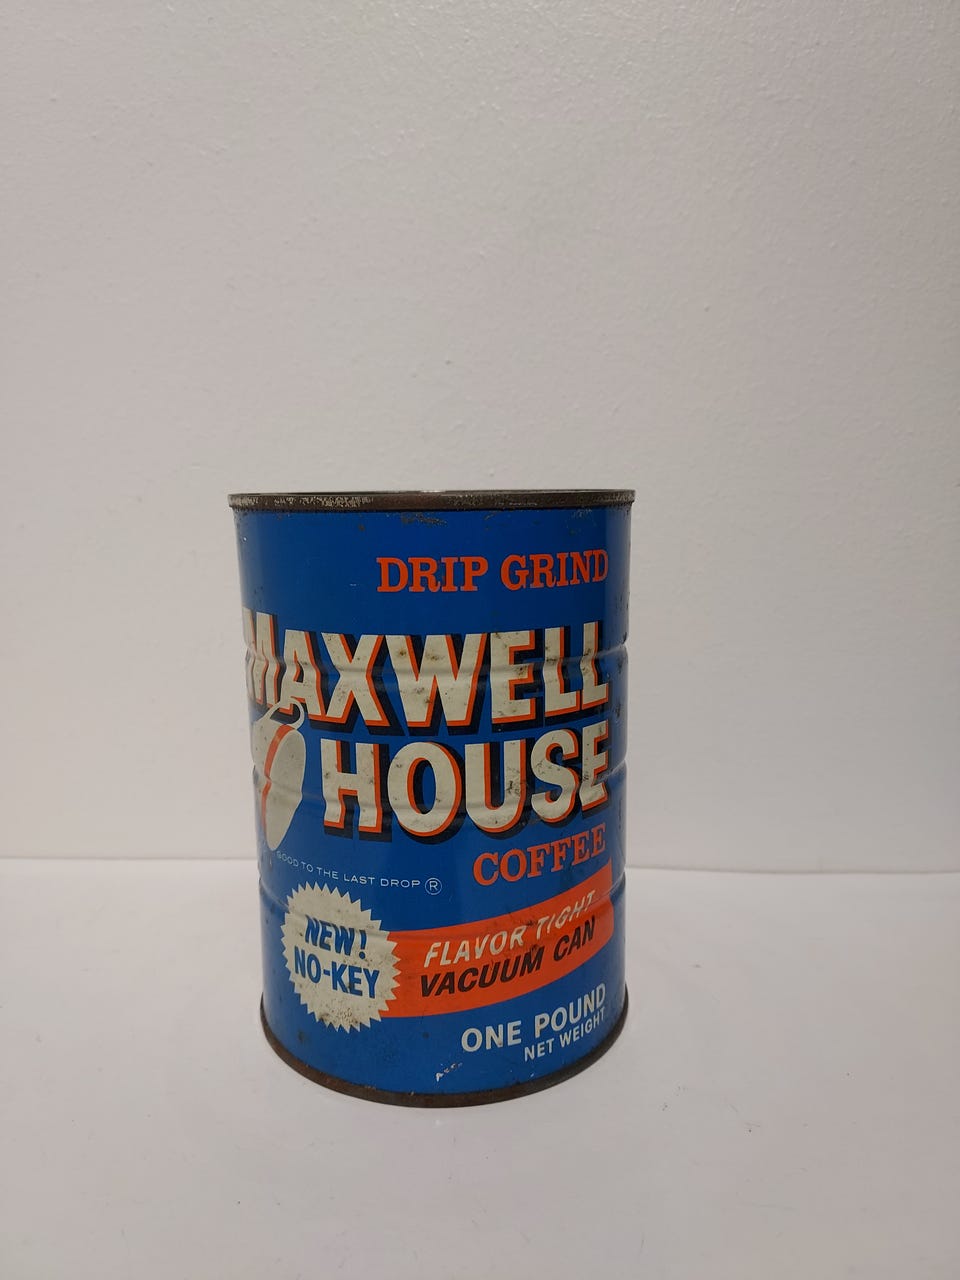 DRIP GRIND
MAXWELL
HOUSE
COFFEE
GOOD TO THE LAST DROP ®
NEW!
NO-KEY
FLAVOR TIGHT
VACUUM CAN
ONE POUND
NET WEIGHT